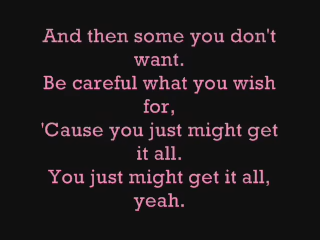 And then some you don't
want.
Be careful what you wish
for,
'Cause you just might get
it all.
You just might get it all,
yeah.